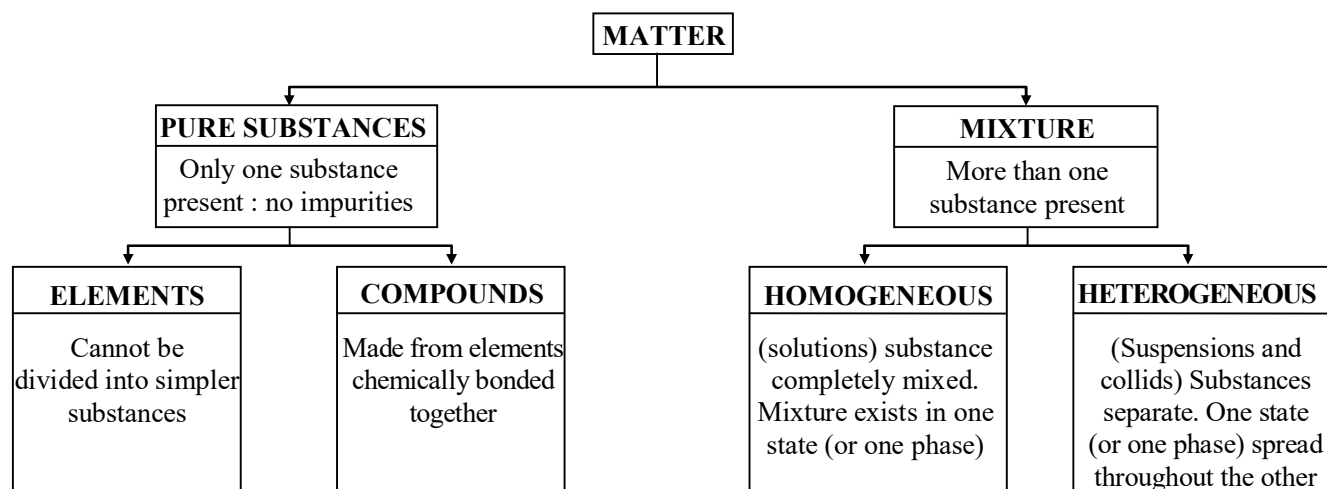 MATTER
PURE SUBSTANCES
Only one substance
present : no impurities
MIXTURE
More than one
substance present
ELEMENTS
Cannot be
divided into simpler
substances
COMPOUNDS
Made from elements
chemically bonded
together
HOMOGENEOUS
(solutions) substance
completely mixed.
Mixture exists in one
state (or one phase)
HETEROGENEOUS
(Suspensions and
collids) Substances
separate. One state
(or one phase) spread
throughout the other